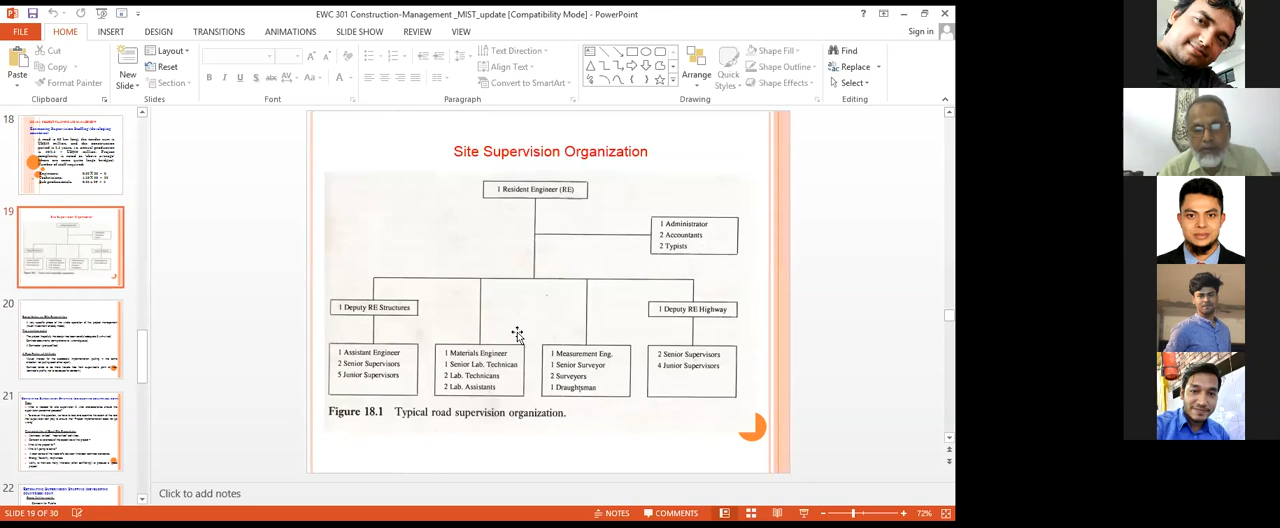 EWC 301 Construction-Management _MIST_update [Compatibility Mode] - PowerPoint
FILE HOME INSERT DESIGN TRANSITIONS ANIMATIONS SLIDE SHOW REVIEW VIEW Sign in
Cut
Copy
Format Painter
Paste
Clipboard
New
Slide
Layout
Reset
Section
Slides
B I U S abc AV Aa A
Font
Text Direction
Align Text
Convert to SmartArt
Paragraph
Arrange
Quick
Styles
Shape Fill
Shape Outline
Shape Effects
Drawing
Find
Replace
Select
Editing
18
19
20
21
22
Site Supervision Organization
1 Resident Engineer (RE)
1 Administrator
2 Accountants
2 Typists
1 Deputy RE Structures
1 Deputy RE Highway
1 Assistant Engineer
2 Senior Supervisors
5 Junior Supervisors
1 Materials Engineer
1 Senior Lab. Technican
2 Lab. Technicans
2 Lab. Assistants
1 Measurement Eng.
1 Senior Surveyor
2 Surveyors
1 Draughtsman
2 Senior Supervisors
4 Junior Supervisors
Figure 18.1 Typical road supervision organization.
Click to add notes
SLIDE 19 OF 30 NOTES COMMENTS 72%